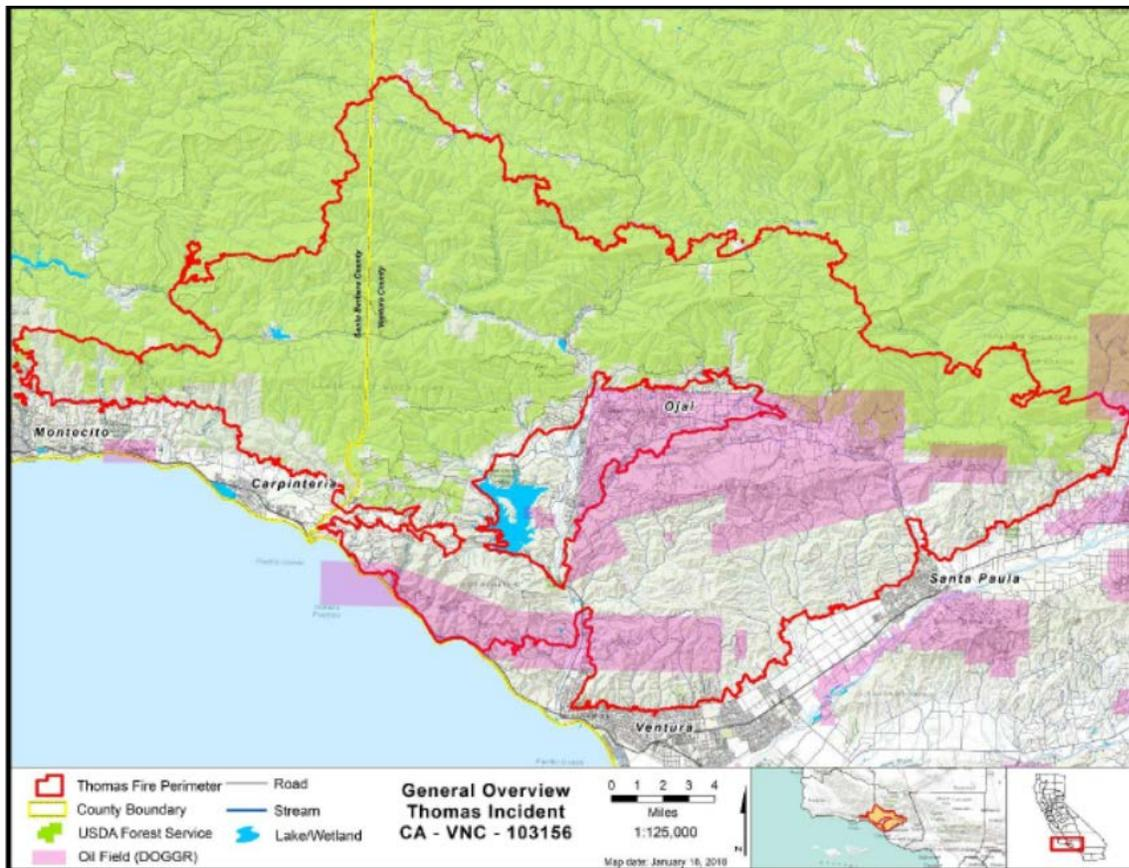 Santa Barbara County
Ventura County
Ojai
Montecito
Carpinteria
Santa Paula
Ventura
Thomas Fire Perimeter
County Boundary
USDA Forest Service
Oil Field (DOGGR)
Road
Stream
Lake/Wetland
General Overview
Thomas Incident
CA - VNC - 103156
0 1 2 3 4
Miles
1:125,000
N
Map date: January 18, 2018